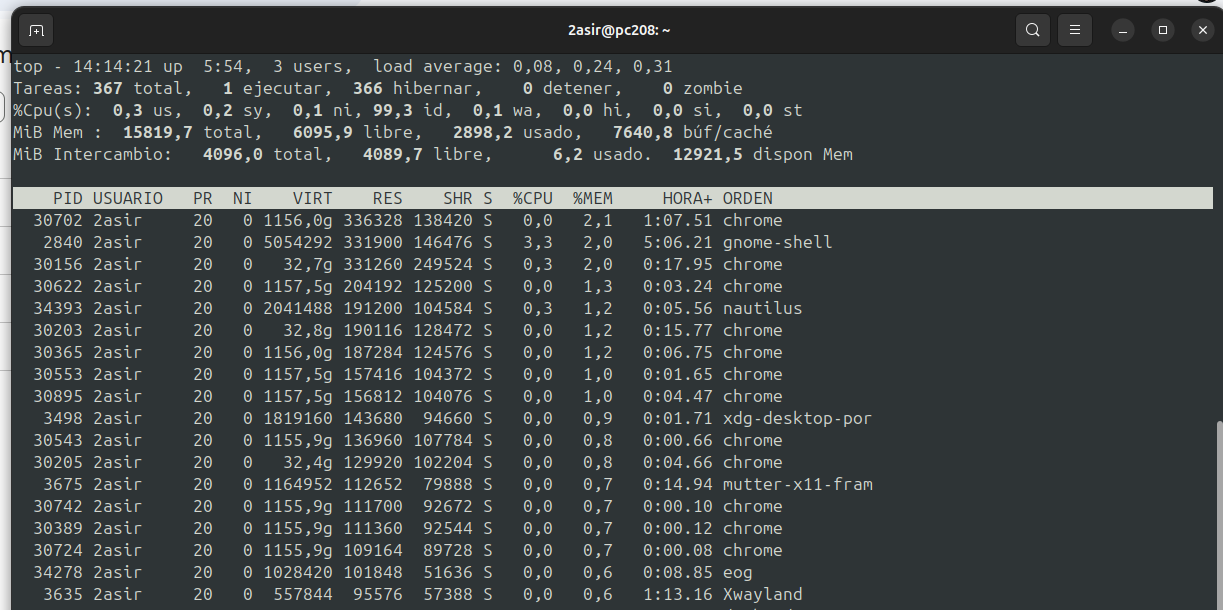 2asir@pc208: ~
top - 14:14:21 up  5:54,  3 users,  load average: 0,08, 0,24, 0,31
Tareas: 367 total,   1 ejecutar,  366 hibernar,    0 detener,    0 zombie
%Cpu(s):  0,3 us,  0,2 sy,  0,1 ni, 99,3 id,  0,1 wa,  0,0 hi,  0,0 si,  0,0 st
MiB Mem :  15819,7 total,   6095,9 libre,   2898,2 usado,   7640,8 búf/caché
MiB Intercambio:   4096,0 total,   4089,7 libre,      6,2 usado.  12921,5 dispon Mem
PID USUARIO   PR  NI    VIRT    RES    SHR S  %CPU  %MEM     HORA+ ORDEN
30702 2asir     20   0 1156,0g 336328 138420 S   0,0   2,1   1:07.51 chrome
2840 2asir     20   0 5054292 331900 146476 S   3,3   2,0   5:06.21 gnome-shell
30156 2asir     20   0   32,7g 331260 249524 S   0,3   2,0   0:17.95 chrome
30622 2asir     20   0 1157,5g 204192 125200 S   0,0   1,3   0:03.24 chrome
34393 2asir     20   0 2041488 191200 104584 S   0,3   1,2   0:05.56 nautilus
30203 2asir     20   0   32,8g 190116 128472 S   0,0   1,2   0:15.77 chrome
30365 2asir     20   0 1156,0g 187284 124576 S   0,0   1,2   0:06.75 chrome
30553 2asir     20   0 1157,5g 157416 104372 S   0,0   1,0   0:01.65 chrome
30895 2asir     20   0 1157,5g 156812 104076 S   0,0   1,0   0:04.47 chrome
3498 2asir     20   0 1819160 143680  94660 S   0,0   0,9   0:01.71 xdg-desktop-por
30543 2asir     20   0 1155,9g 136960 107784 S   0,0   0,8   0:00.66 chrome
30205 2asir     20   0   32,4g 129920 102204 S   0,0   0,8   0:04.66 chrome
3675 2asir     20   0 1164952 112652  79888 S   0,0   0,7   0:14.94 mutter-x11-fram
30742 2asir     20   0 1155,9g 111700  92672 S   0,0   0,7   0:00.10 chrome
30389 2asir     20   0 1155,9g 111360  92544 S   0,0   0,7   0:00.12 chrome
30724 2asir     20   0 1155,9g 109164  89728 S   0,0   0,7   0:00.08 chrome
34278 2asir     20   0 1028420 101848  51636 S   0,0   0,6   0:08.85 eog
3635 2asir     20   0  557844  95576  57388 S   0,0   0,6   1:13.16 Xwayland